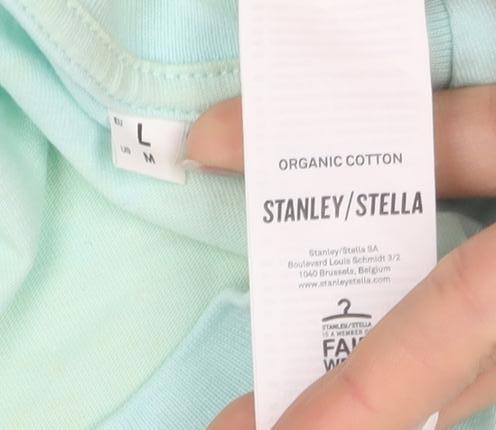 EU L
US M
ORGANIC COTTON
STANLEY/STELLA
Stanley/Stella SA
Boulevard Louis Schmidt 3/2
1040 Brussels, Belgium
www.stanleystella.com
STANLEY/STELLA
IS A MEMBER OF